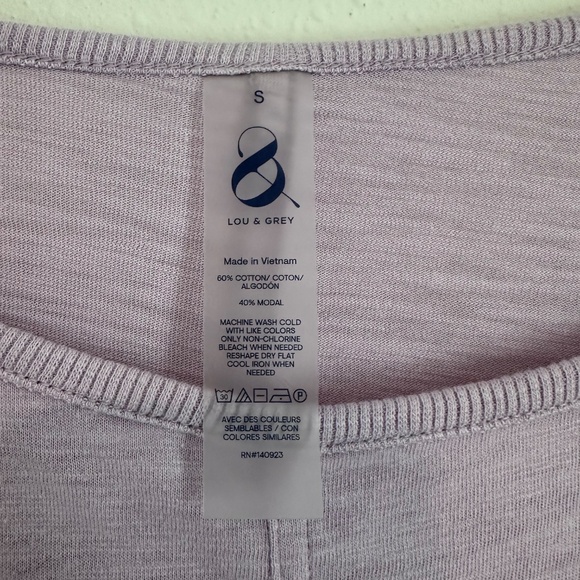 S
&
LOU & GREY
Made in Vietnam
60% COTTON/ COTON/
ALGODÓN
40% MODAL
MACHINE WASH COLD
WITH LIKE COLORS
ONLY NON-CHLORINE
BLEACH WHEN NEEDED
RESHAPE DRY FLAT
COOL IRON WHEN
NEEDED
30 P
AVEC DES COULEURS
SEMBLABLES / CON
COLORES SIMILARES
RN#140923